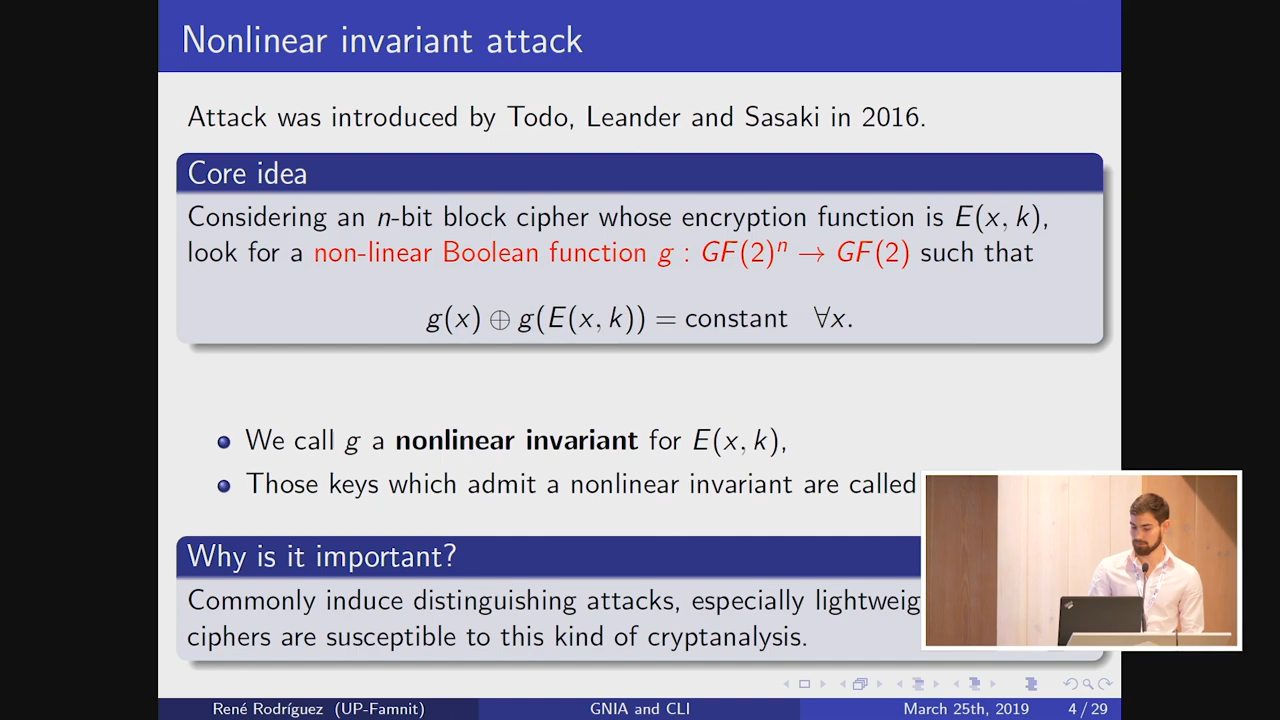 Nonlinear invariant attack
Attack was introduced by Todo, Leander and Sasaki in 2016.
Core idea
Considering an n-bit block cipher whose encryption function is E(x, k),
look for a non-linear Boolean function g : GF(2)ⁿ → GF(2) such that
g(x) ⊕ g(E(x, k)) = constant ∀x.
We call g a nonlinear invariant for E(x, k),
Those keys which admit a nonlinear invariant are called
Why is it important?
Commonly induce distinguishing attacks, especially
ciphers are susceptible to this kind of cryptanalysis.
René Rodríguez (UP-Famnit) GNIA and CLI March 25th, 2019 4 / 29